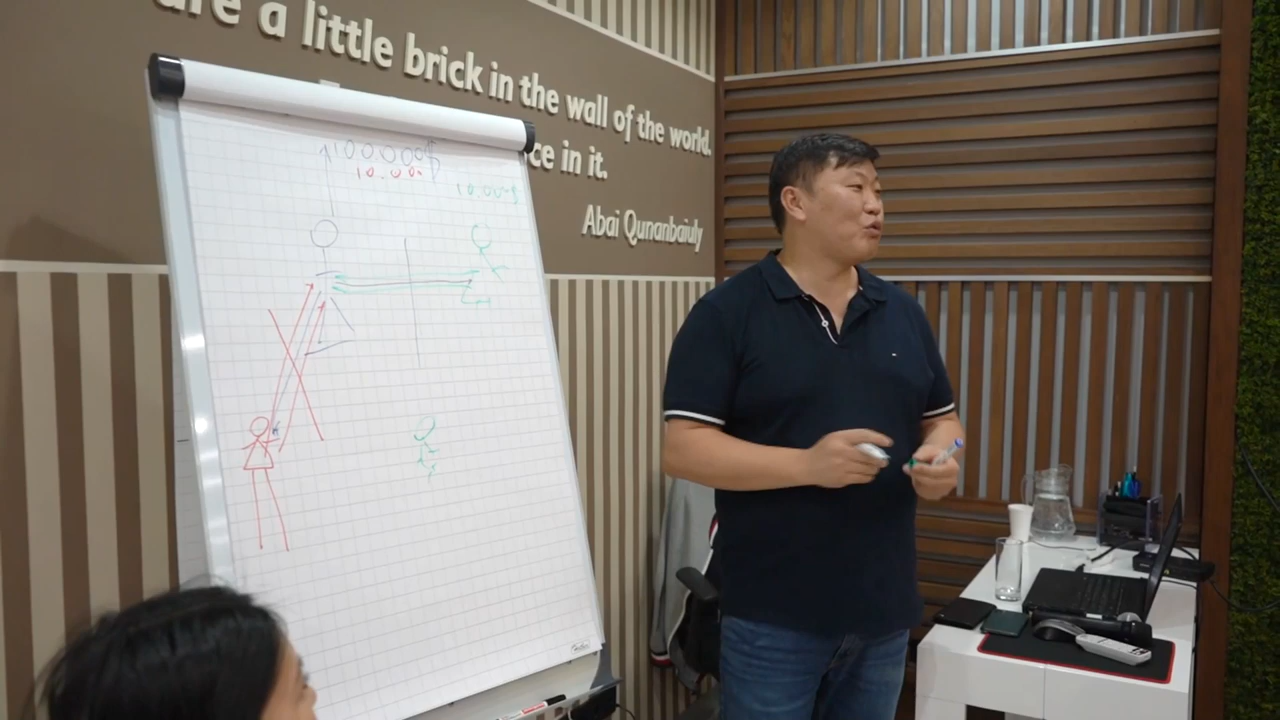 are a little brick in the wall of the world.
ce in it.
Abai Qunanbaiuly
100.000$
10.000
10.000$